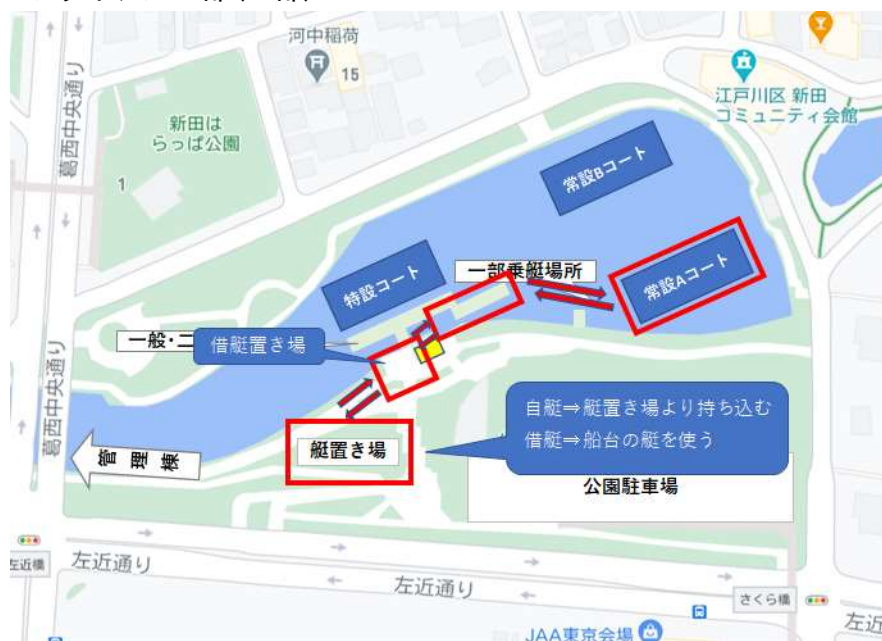 河中稲荷
15
新田は
らっぱ公園
1
葛西中央通り
江戸川区 新田
コミュニティ会館
常設Bコート
特設コート
一部乗艇場所
常設Aコート
一般・二
借艇置き場
葛西中央通り
自艇⇒艇置き場より持ち込む
借艇⇒船台の艇を使う
艇置き場
管理棟
公園駐車場
左近橋
左近通り
左近通り
さくら橋
左近
JAA東京会場